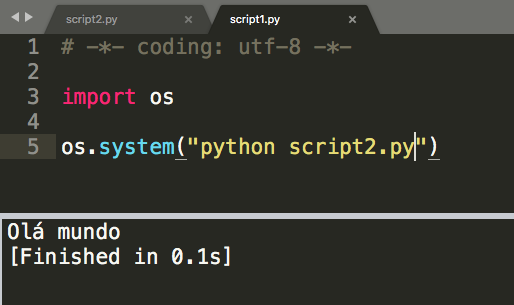 script2.py × script1.py ×
1 # -*- coding: utf-8 -*-
2
3 import os
4
5 os.system("python script2.py")
Olá mundo
[Finished in 0.1s]